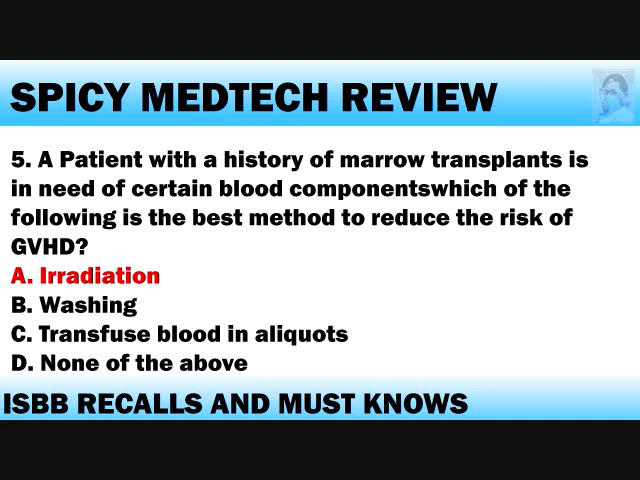 SPICY MEDTECH REVIEW
5. A Patient with a history of marrow transplants is
in need of certain blood componentswhich of the
following is the best method to reduce the risk of
GVHD?
A. Irradiation
B. Washing
C. Transfuse blood in aliquots
D. None of the above
ISBB RECALLS AND MUST KNOWS